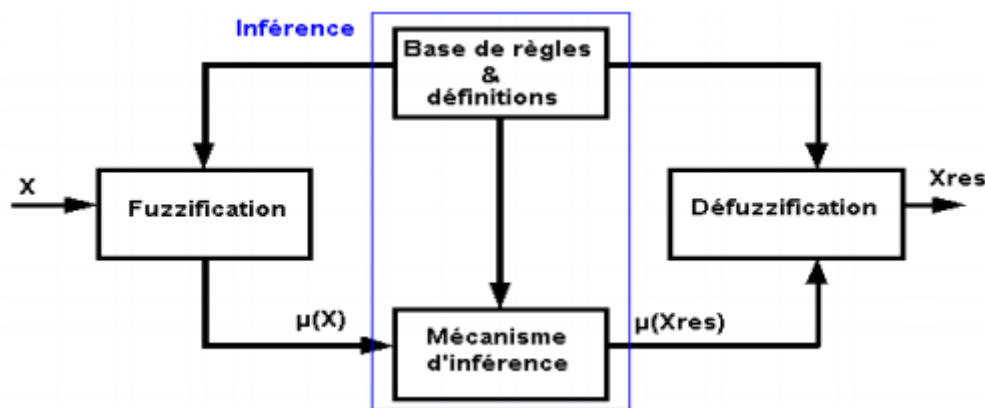 Inférence
Base de règles
&
définitions
X
Fuzzification
Défuzzification
Xres
μ(X)
Mécanisme
d'inférence
μ(Xres)